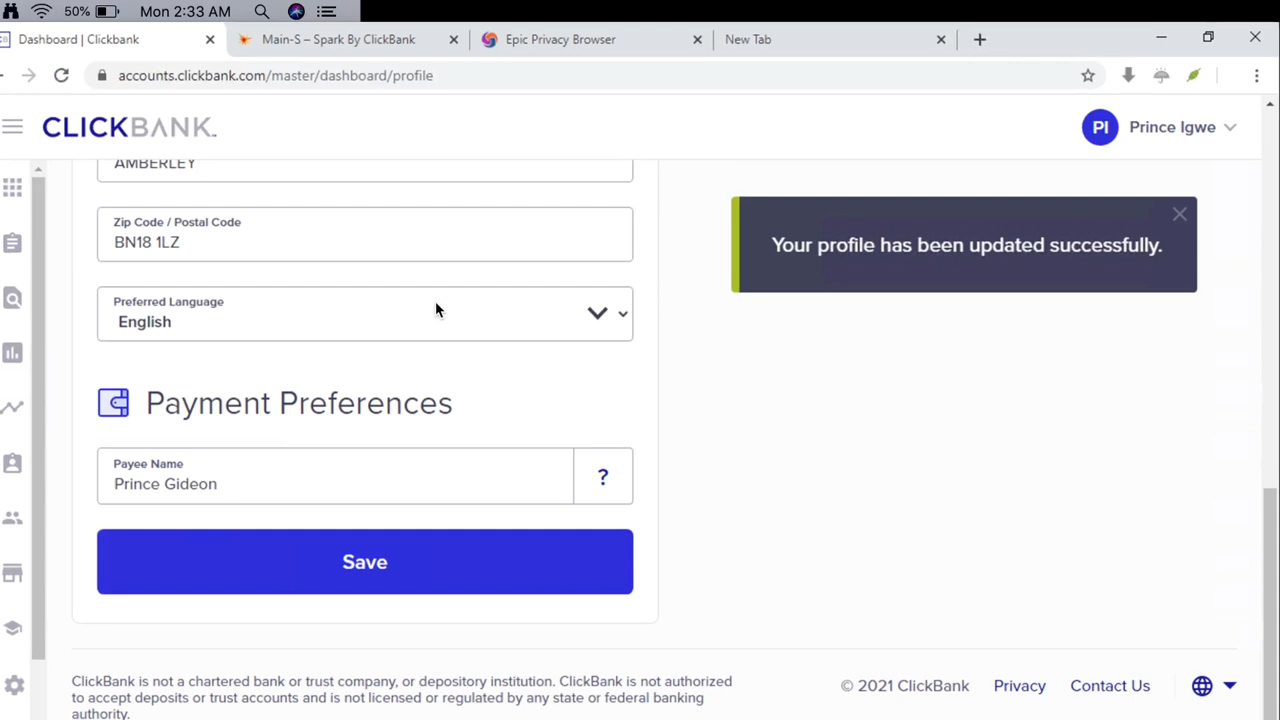 50% Mon 2:33 AM
Dashboard | Clickbank
Main-S – Spark By ClickBank
Epic Privacy Browser
New Tab
accounts.clickbank.com/master/dashboard/profile
CLICKBANK
PI Prince Igwe
AMBERLEY
Zip Code / Postal Code
BN18 1LZ
Your profile has been updated successfully.
Preferred Language
English
Payment Preferences
Payee Name
Prince Gideon
?
Save
ClickBank is not a chartered bank or trust company, or depository institution. ClickBank is not authorized
to accept deposits or trust accounts and is not licensed or regulated by any state or federal banking
authority.
© 2021 ClickBank Privacy Contact Us